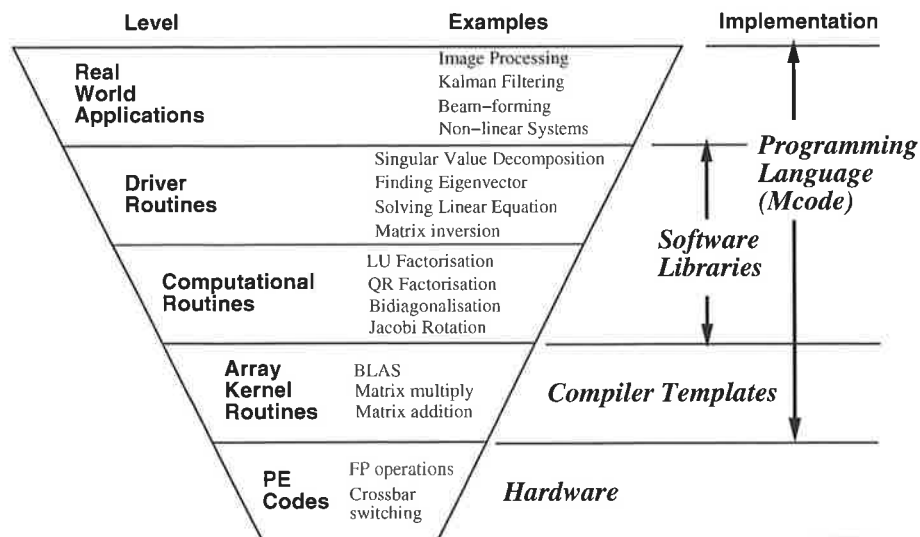 Level
Examples
Implementation
Real
World
Applications
Image Processing
Kalman Filtering
Beam-forming
Non-linear Systems
Driver
Routines
Singular Value Decomposition
Finding Eigenvector
Solving Linear Equation
Matrix inversion
Computational
Routines
LU Factorisation
QR Factorisation
Bidiagonalisation
Jacobi Rotation
Array
Kernel
Routines
BLAS
Matrix multiply
Matrix addition
PE
Codes
FP operations
Crossbar
switching
Programming
Language
(Mcode)
Software
Libraries
Compiler Templates
Hardware